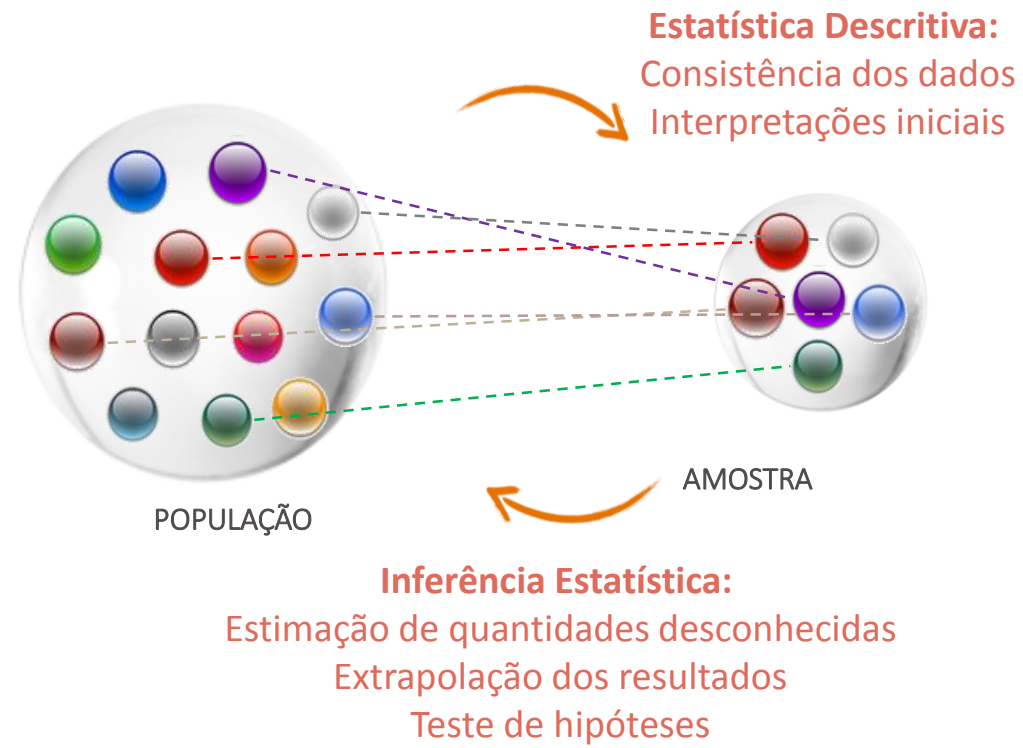 Estatística Descritiva:
Consistência dos dados
Interpretações iniciais
AMOSTRA
POPULAÇÃO
Inferência Estatística:
Estimação de quantidades desconhecidas
Extrapolação dos resultados
Teste de hipóteses